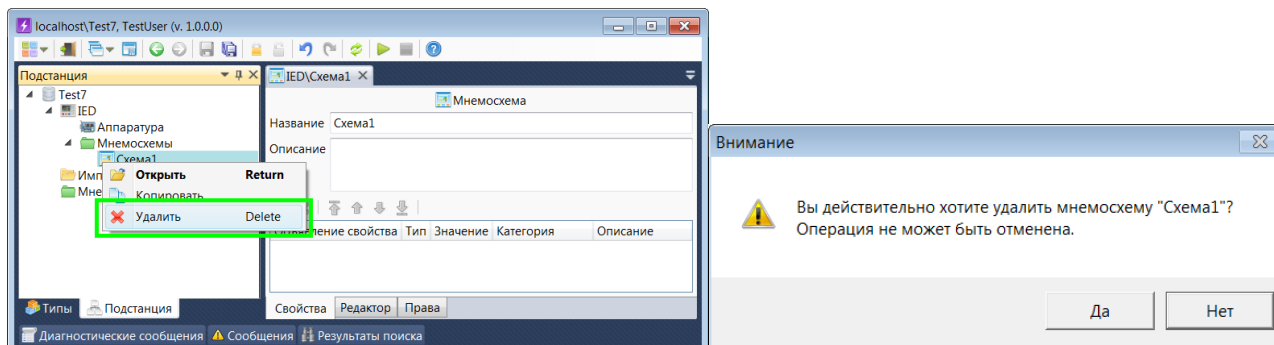 localhost\Test7, TestUser (v. 1.0.0.0)
Подстанция
IED\Схема1
Test7
IED
Аппаратура
Мнемосхемы
Схема1
Мнемосхема
Название Схема1
Описание
Открыть Return
Копировать
Удалить Delete
свойства Тип Значение Категория Описание
Типы Подстанция
Свойства Редактор Права
Диагностические сообщения Сообщения Результаты поиска
Внимание
Вы действительно хотите удалить мнемосхему "Схема1"?
Операция не может быть отменена.
Да Нет